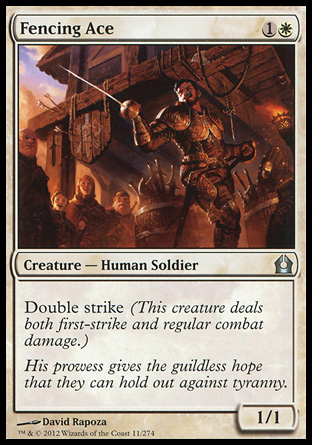 Fencing Ace 1
Creature — Human Soldier
Double strike (This creature deals
both first-strike and regular combat
damage.)
His prowess gives the guildless hope
that they can hold out against tyranny.
David Rapoza
™ & © 2012 Wizards of the Coast 11/274
1/1